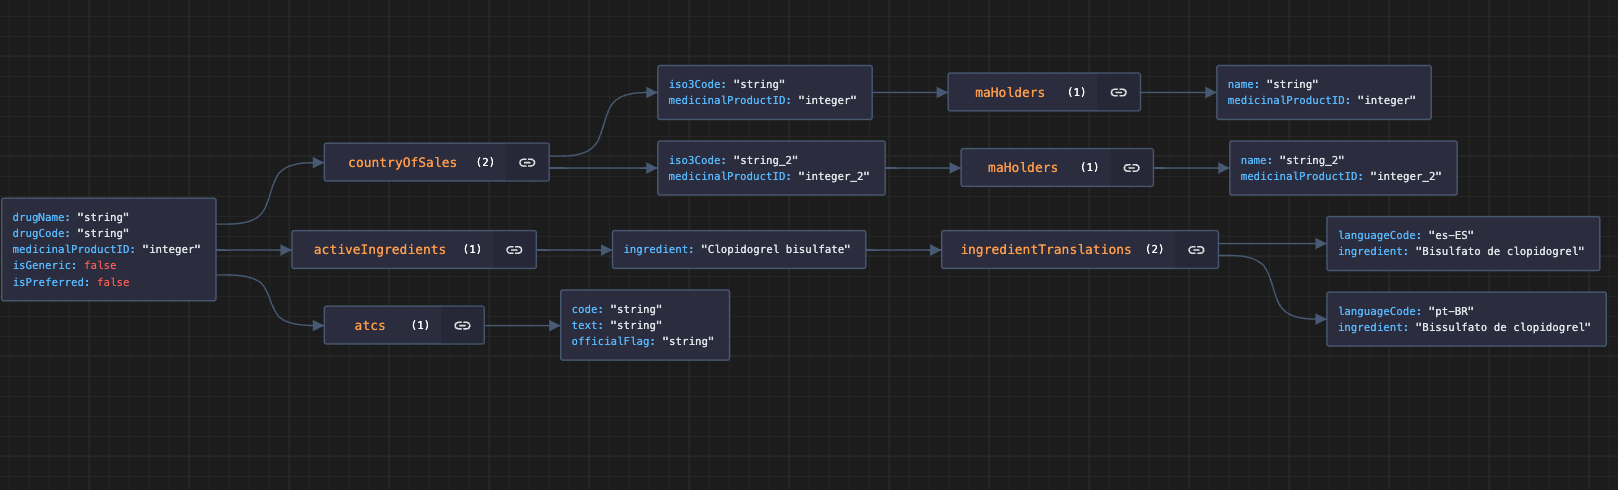 iso3Code: "string"
medicinalProductID: "integer"
maHolders (1)
name: "string"
medicinalProductID: "integer"
countryOfSales (2)
iso3Code: "string_2"
medicinalProductID: "integer_2"
maHolders (1)
name: "string_2"
medicinalProductID: "integer_2"
drugName: "string"
drugCode: "string"
medicinalProductID: "integer"
isGeneric: false
isPreferred: false
activeIngredients (1)
ingredient: "Clopidogrel bisulfate"
ingredientTranslations (2)
languageCode: "es-ES"
ingredient: "Bisulfato de clopidogrel"
atcs (1)
code: "string"
text: "string"
officialFlag: "string"
languageCode: "pt-BR"
ingredient: "Bissulfato de clopidogrel"